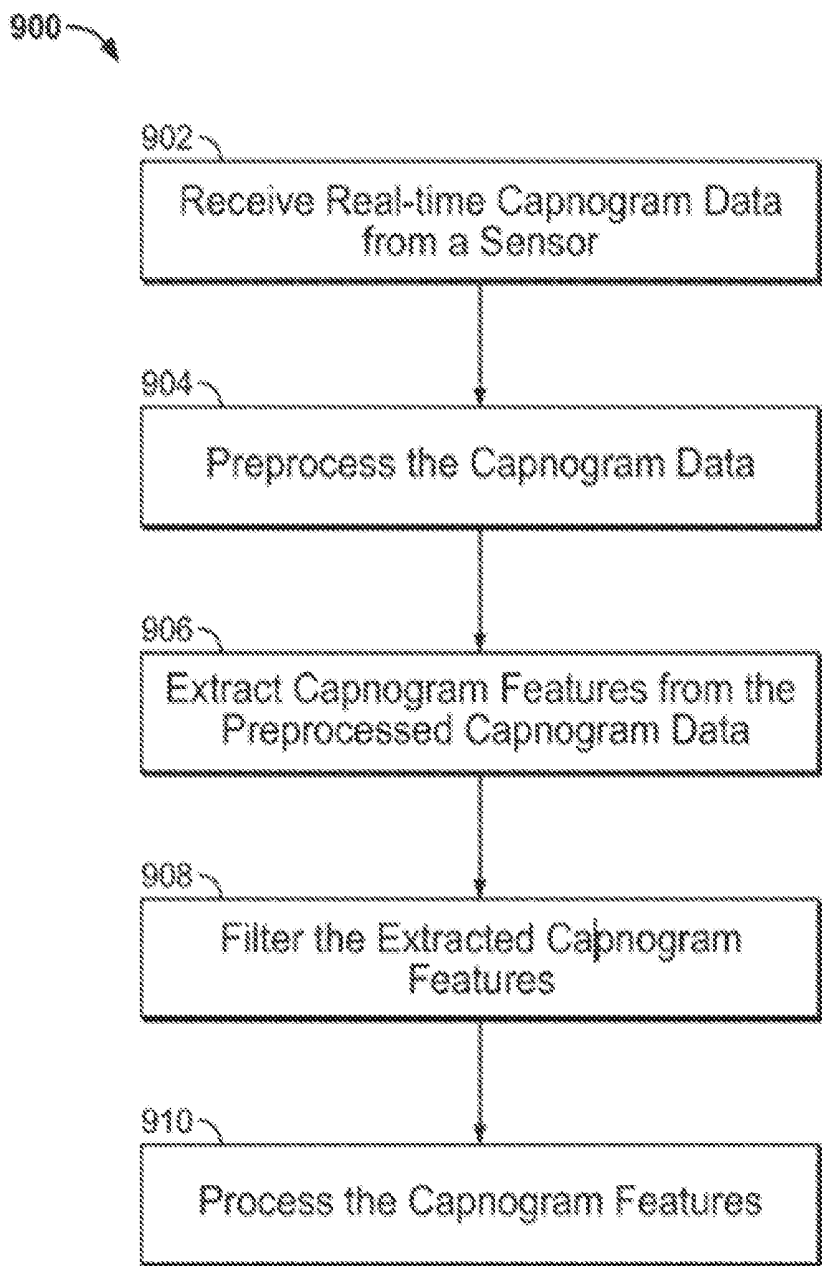 900
902
Receive Real-time Capnogram Data
from a Sensor
904
Preprocess the Capnogram Data
906
Extract Capnogram Features from the
Preprocessed Capnogram Data
908
Filter the Extracted Capnogram
Features
910
Process the Capnogram Features